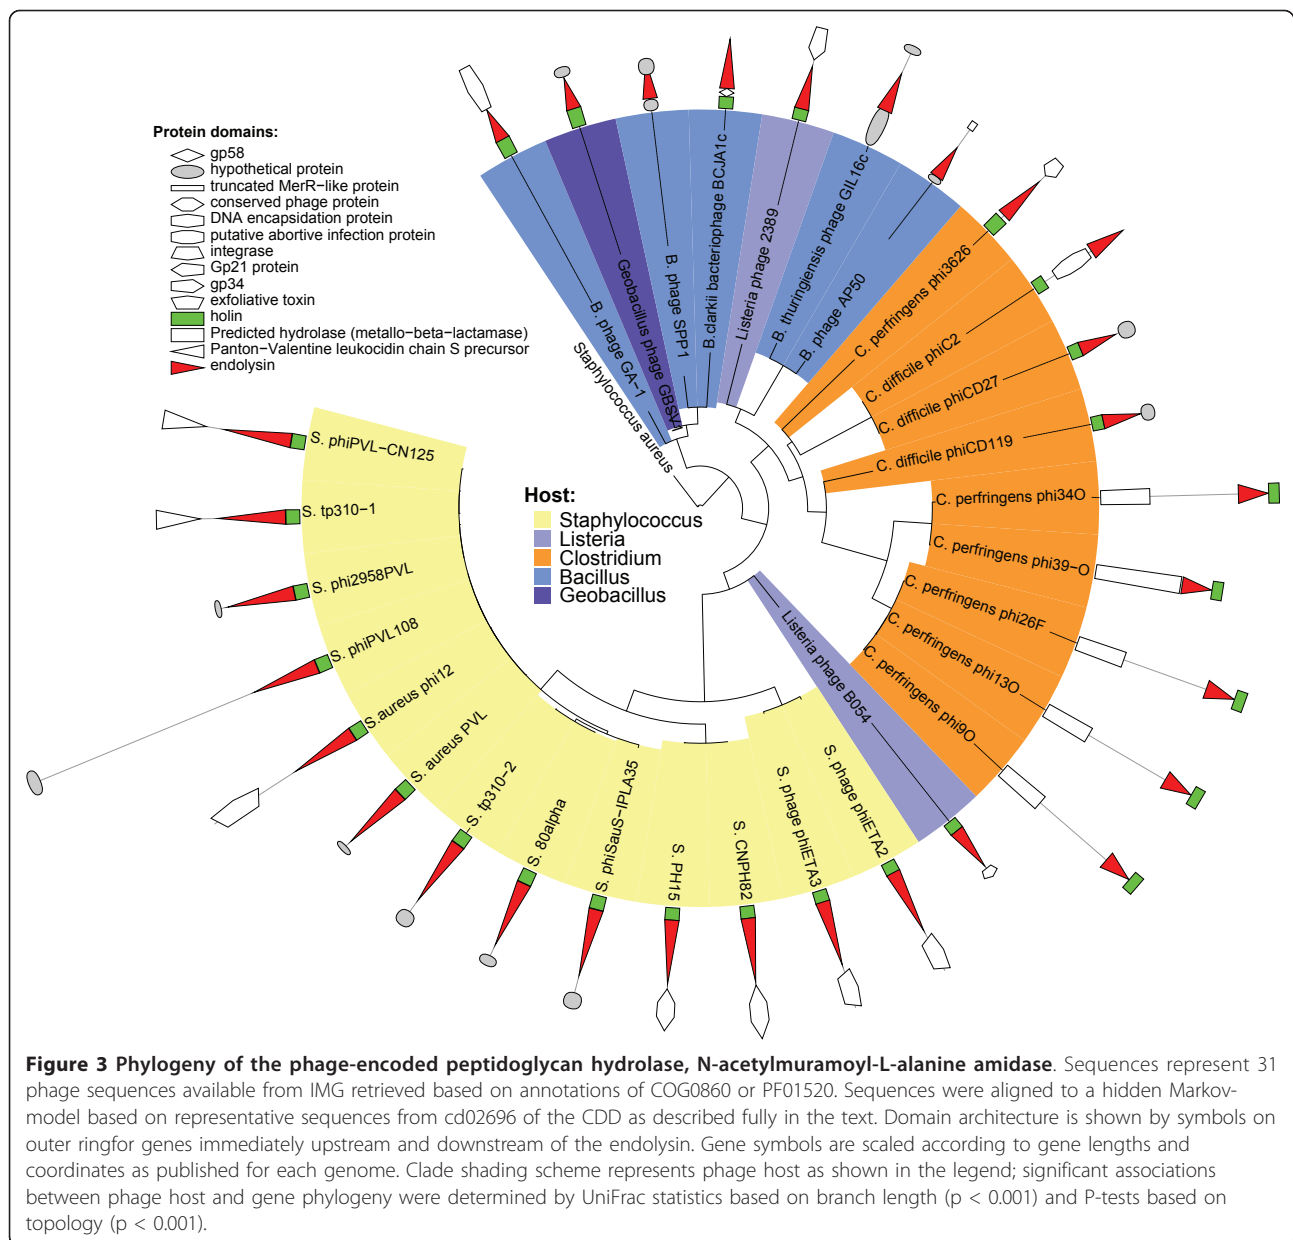 Protein domains:
gp58
hypothetical protein
truncated MerR−like protein
conserved phage protein
DNA encapsidation protein
putative abortive infection protein
integrase
Gp21 protein
gp34
exfoliative toxin
holin
Predicted hydrolase (metallo−beta−lactamase)
Panton−Valentine leukocidin chain S precursor
endolysin
Staphylococcus aureus
B. phage GA−1
Geobacillus phage GBSV1
B. phage SPP1
B.clarkii bacteriophage BCJA1c
Listeria phage 2389
B. thuringiensis phage GIL16c
B. phage AP50
C. perfringens phi3626
C. difficile phiC2
C. difficile phiCD27
C. difficile phiCD119
C. perfringens phi34O
C. perfringens phi39−O
C. perfringens phi26F
C. perfringens phi13O
C. perfringens phi9O
Listeria phage B054
S. phage phiETA2
S. phage phiETA3
S. CNPH82
S. PH15
S. phiSauS−IPLA35
S. 80alpha
S. tp310−2
S. aureus PVL
S.aureus phi12
S. phiPVL108
S. phi2958PVL
S. tp310−1
S. phiPVL−CN125
Host:
Staphylococcus
Listeria
Clostridium
Bacillus
Geobacillus
Figure 3 Phylogeny of the phage-encoded peptidoglycan hydrolase, N-acetylmuramoyl-L-alanine amidase. Sequences represent 31
phage sequences available from IMG retrieved based on annotations of COG0860 or PF01520. Sequences were aligned to a hidden Markov-
model based on representative sequences from cd02696 of the CDD as described fully in the text. Domain architecture is shown by symbols on
outer ringfor genes immediately upstream and downstream of the endolysin. Gene symbols are scaled according to gene lengths and
coordinates as published for each genome. Clade shading scheme represents phage host as shown in the legend; significant associations
between phage host and gene phylogeny were determined by UniFrac statistics based on branch length (p < 0.001) and P-tests based on
topology (p < 0.001).